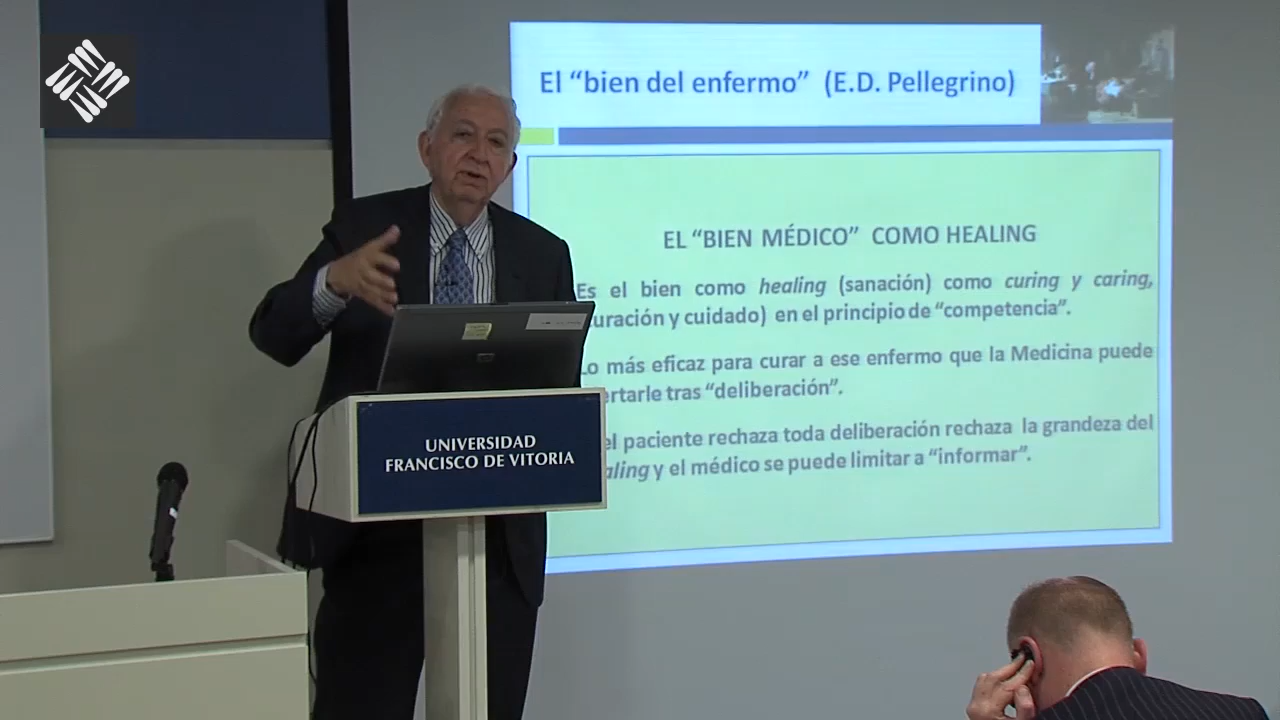 El “bien del enfermo” (E.D. Pellegrino)
EL “BIEN MÉDICO” COMO HEALING
Es el bien como healing (sanación) como curing y caring,
uración y cuidado) en el principio de “competencia”.
Lo más eficaz para curar a ese enfermo que la Medicina puede
ertarle tras “deliberación”.
el paciente rechaza toda deliberación rechaza la grandeza del
aling y el médico se puede limitar a “informar”.
UNIVERSIDAD
FRANCISCO DE VITORIA